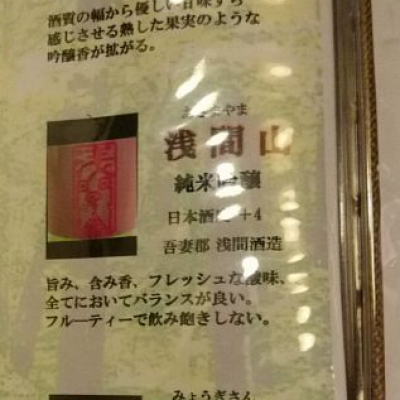 酒質の幅から優しい甘味すら
感じさせる熟した果実のような
吟醸香が拡がる。
あさまやま
浅間山
純米吟醸
日本酒度 +4
吾妻郡 浅間酒造
旨み、含み香、フレッシュな酸味、
全てにおいてバランスが良い。
フルーティーで飲み飽きしない。
みょうぎさん